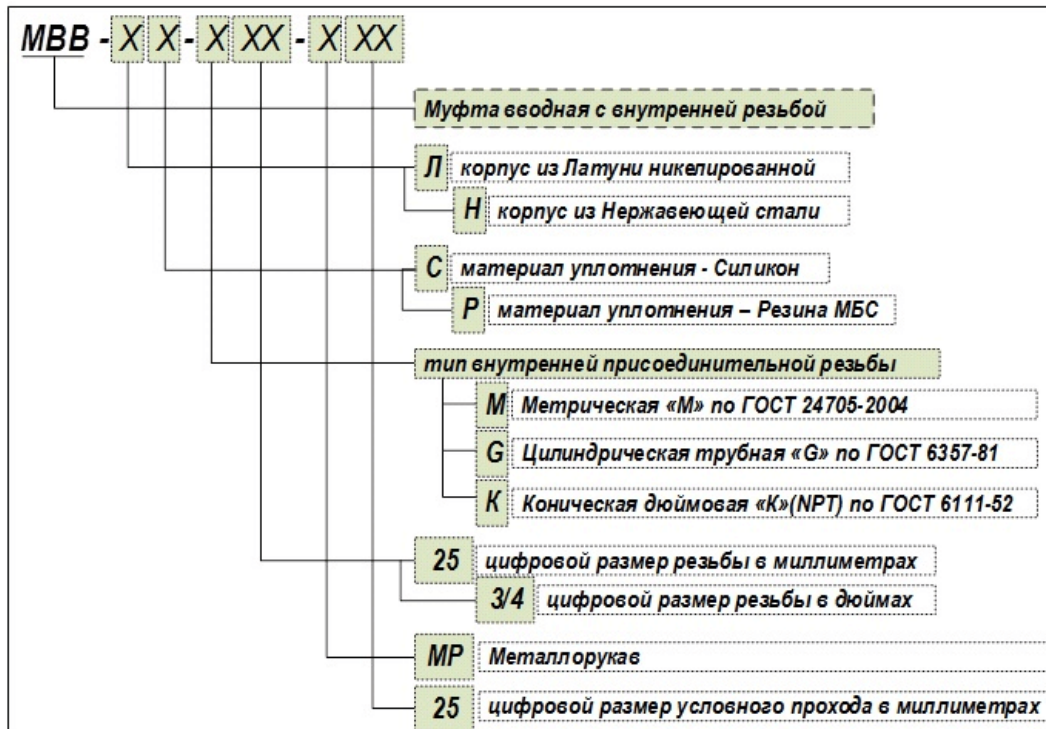 МВВ - X X - X XX - X XX
Муфта вводная с внутренней резьбой
Л корпус из Латуни никелированной
Н корпус из Нержавеющей стали
С материал уплотнения - Силикон
Р материал уплотнения – Резина МБС
тип внутренней присоединительной резьбы
М Метрическая «М» по ГОСТ 24705-2004
G Цилиндрическая трубная «G» по ГОСТ 6357-81
К Коническая дюймовая «К»(NPT) по ГОСТ 6111-52
25 цифровой размер резьбы в миллиметрах
3/4 цифровой размер резьбы в дюймах
МР Металлорукав
25 цифровой размер условного прохода в миллиметрах